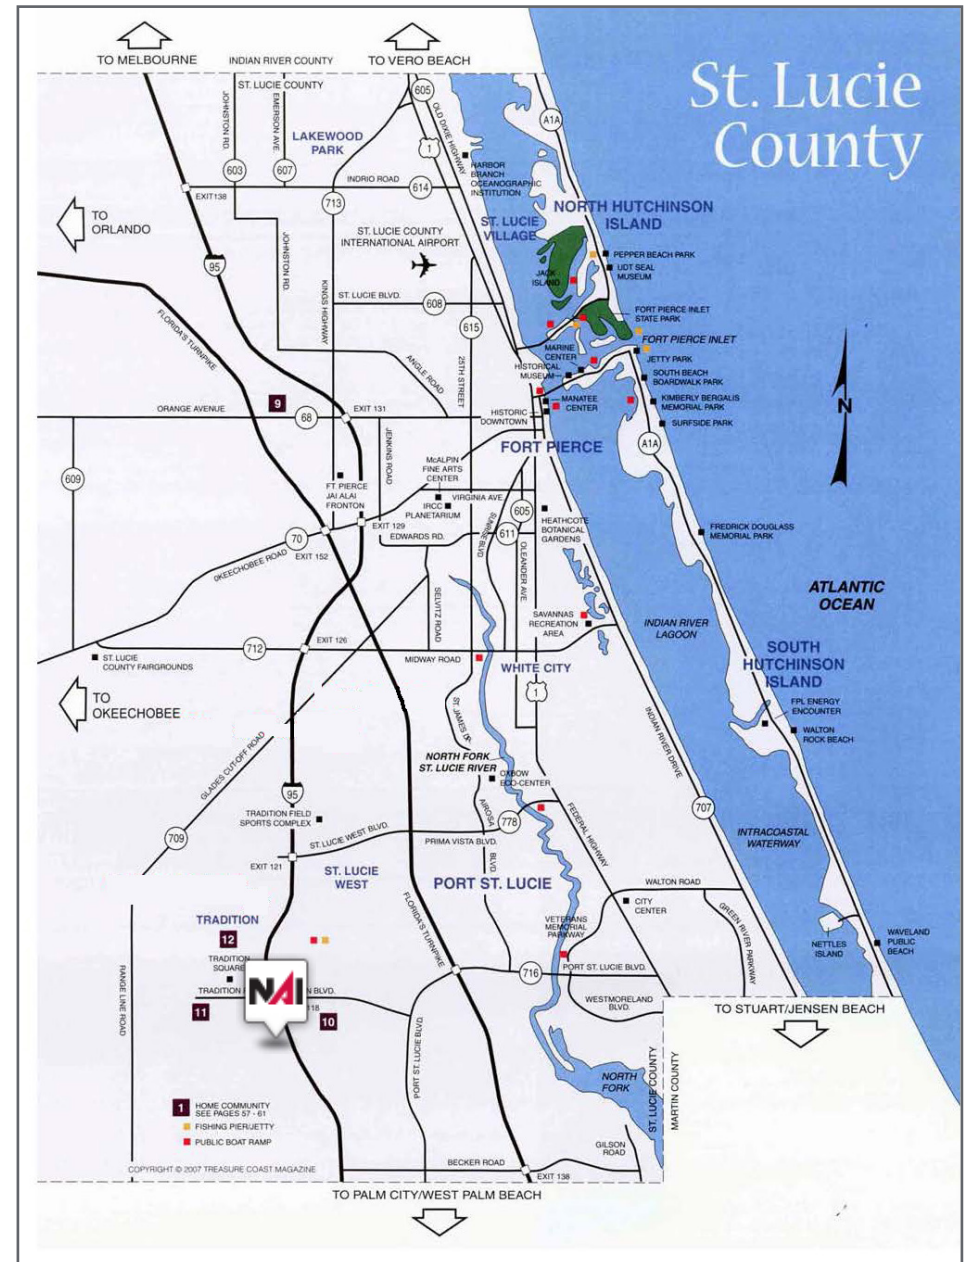 TO MELBOURNE
INDIAN RIVER COUNTY
TO VERO BEACH
ST. LUCIE COUNTY
St. Lucie
County
605
JOHNSTON RD.
EMERSON AVE.
OLD DIXIE HIGHWAY
A1A
LAKEWOOD
PARK
1
603
607
INDRIO ROAD
614
HARBOR
BRANCH
OCEANOGRAPHIC
INSTITUTION
EXIT138
713
NORTH HUTCHINSON
ISLAND
TO
ORLANDO
ST. LUCIE
VILLAGE
ST. LUCIE COUNTY
INTERNATIONAL AIRPORT
JOHNSTON RD.
95
PEPPER BEACH PARK
UDT SEAL
MUSEUM
JACK
ISLAND
KINGS HIGHWAY
ST. LUCIE BLVD.
608
615
FORT PIERCE INLET
STATE PARK
FLORIDA'S TURNPIKE
FORT PIERCE INLET
MARINE
CENTER
JETTY PARK
HISTORICAL
MUSEUM
SOUTH BEACH
BOARDWALK PARK
ANGLE ROAD
25TH STREET
ORANGE AVENUE
9
68
EXIT 131
MANATEE
CENTER
KIMBERLY BERGALIS
MEMORIAL PARK
HISTORIC
DOWNTOWN
SURFSIDE PARK
N
JENKINS ROAD
FORT PIERCE
A1A
McALPIN
FINE ARTS
CENTER
609
FT. PIERCE
JAI ALAI
FRONTON
VIRGINIA AVE.
IRCC
PLANETARIUM
605
SUNRISE BLVD
EXIT 129
HEATHCOTE
BOTANICAL
GARDENS
70
EDWARDS RD.
611
FREDRICK DOUGLASS
MEMORIAL PARK
EXIT 152
OKEECHOBEE ROAD
OLEANDER AVE.
SELVITZ ROAD
ATLANTIC
OCEAN
SAVANNAS
RECREATION
AREA
INDIAN RIVER
LAGOON
EXIT 126
712
MIDWAY ROAD
WHITE CITY
ST. LUCIE
COUNTY FAIRGROUNDS
SOUTH
HUTCHINSON
ISLAND
TO
OKEECHOBEE
1
ST. JAMES DR.
INDIAN RIVER DRIVE
FPL ENERGY
ENCOUNTER
WALTON
ROCK BEACH
GLADES CUT-OFF ROAD
NORTH FORK
ST. LUCIE RIVER
OXBOW
ECO-CENTER
95
TRADITION FIELD
SPORTS COMPLEX
AIROSA
BLVD.
778
FEDERAL HIGHWAY
707
709
ST. LUCIE WEST BLVD.
PRIMA VISTA BLVD.
INTRACOASTAL
WATERWAY
EXIT 121
ST. LUCIE
WEST
PORT ST. LUCIE
WALTON ROAD
FLORIDA'S TURNPIKE
CITY
CENTER
GREEN RIVER PARKWAY
TRADITION
12
VETERANS
MEMORIAL
PARKWAY
NETTLES
ISLAND
WAVELAND
PUBLIC
BEACH
RANGE LINE ROAD
TRADITION
SQUARE
NAI
716
PORT ST. LUCIE BLVD.
11
10
WESTMORELAND
BLVD.
TO STUART/JENSEN BEACH
PORT ST. LUCIE BLVD.
NORTH
FORK
ST. LUCIE COUNTY
MARTIN COUNTY
1
HOME COMMUNITY
SEE PAGES 57 - 61
FISHING PIER/JETTY
PUBLIC BOAT RAMP
GILSON
ROAD
COPYRIGHT © 2007 TREASURE COAST MAGAZINE
BECKER ROAD
EXIT 138
TO PALM CITY/WEST PALM BEACH